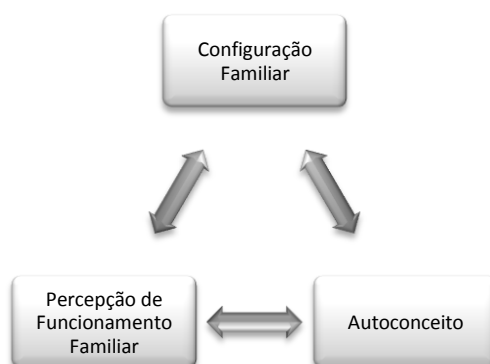 Configuração
Familiar
Percepção de
Funcionamento
Familiar
Autoconceito